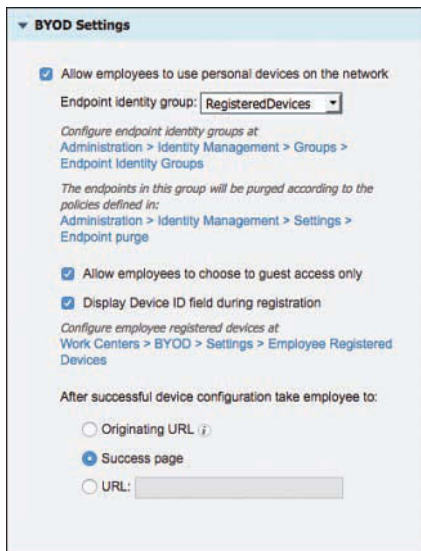 BYOD Settings
Allow employees to use personal devices on the network
Endpoint identity group: RegisteredDevices
Configure endpoint identity groups at
Administration > Identity Management > Groups >
Endpoint Identity Groups
The endpoints in this group will be purged according to the
policies defined in:
Administration > Identity Management > Settings >
Endpoint purge
Allow employees to choose to guest access only
Display Device ID field during registration
Configure employee registered devices at
Work Centers > BYOD > Settings > Employee Registered
Devices
After successful device configuration take employee to:
Originating URL i
Success page
URL: